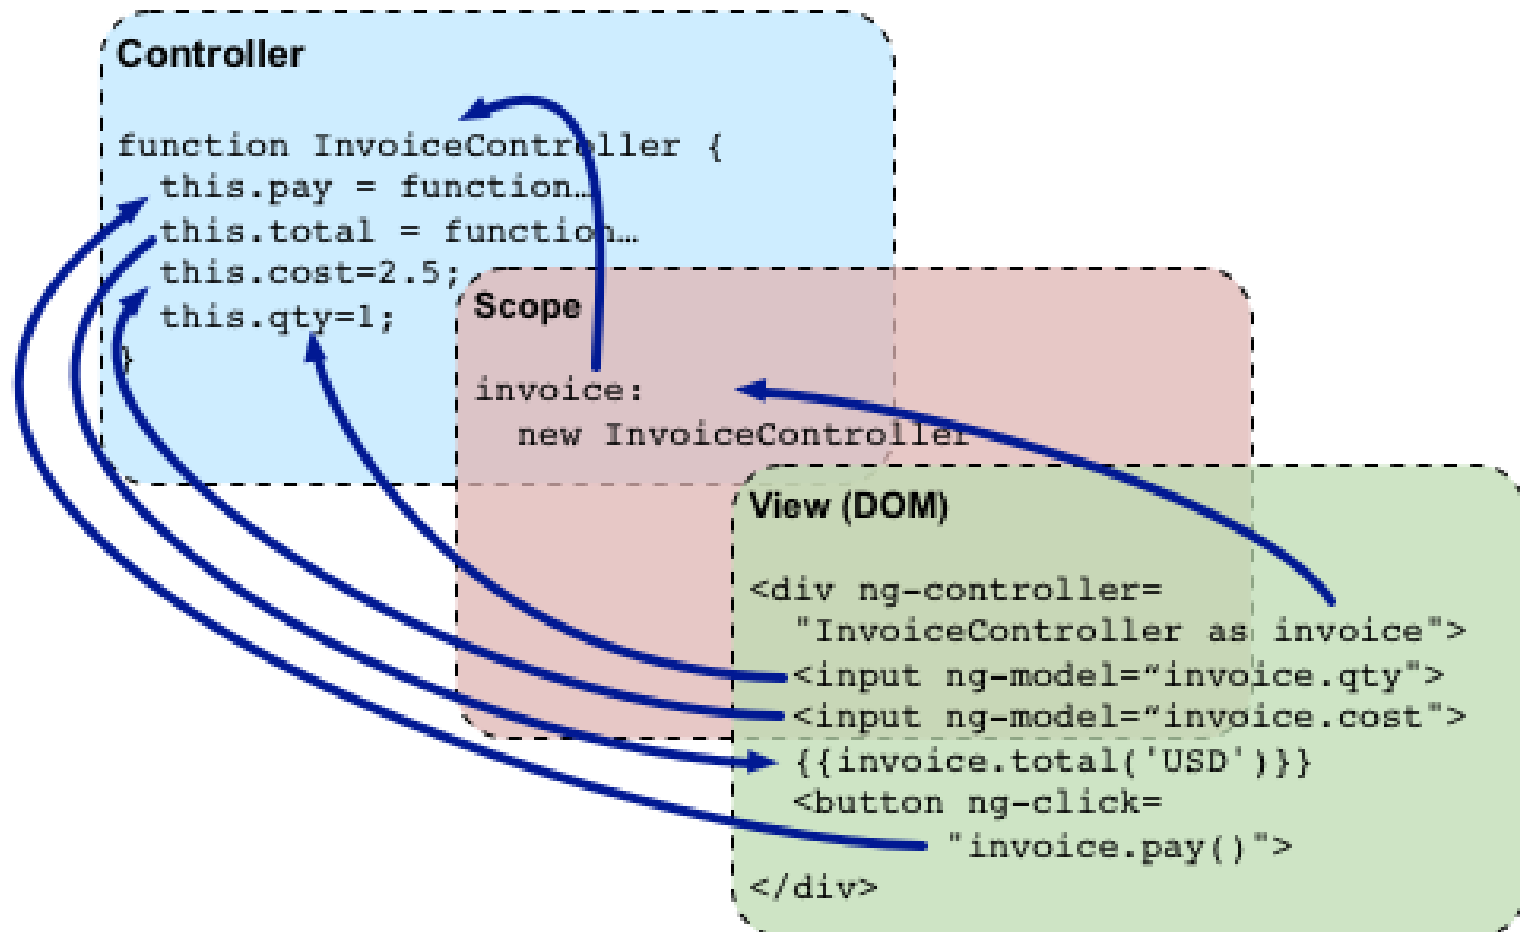 Controller
function InvoiceController {
this.pay = function…
this.total = function…
this.cost=2.5;
this.qty=1;
}
Scope
invoice:
new InvoiceController
View (DOM)
<div ng-controller=
"InvoiceController as invoice">
<input ng-model=“invoice.qty">
<input ng-model=“invoice.cost">
{{invoice.total('USD')}}
<button ng-click=
"invoice.pay()">
</div>